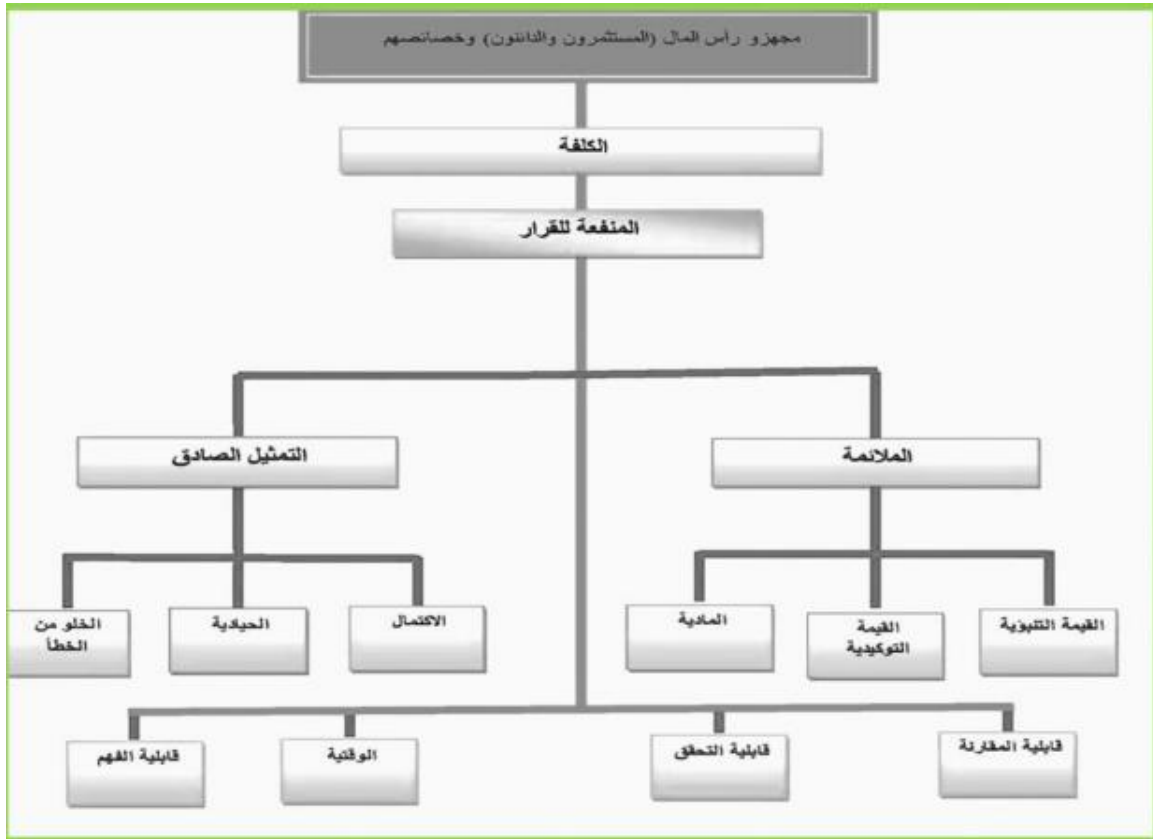 مجهزو رأس المال (المستثمرون والدائنون) وخصائصهم
الكلفة
المنفعة للقرار
الملائمة
التمثيل الصادق
القيمة التنبؤية
القيمة
التوكيدية
المادية
الاكتمال
الحيادية
الخلو من
الخطأ
قابلية المقارنة
قابلية التحقق
الوقتية
قابلية الفهم